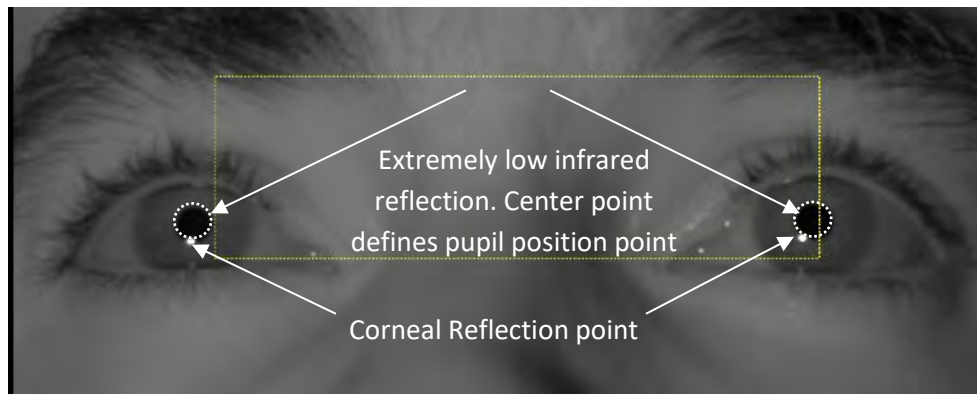 Extremely low infrared
reflection. Center point
defines pupil position point
Corneal Reflection point